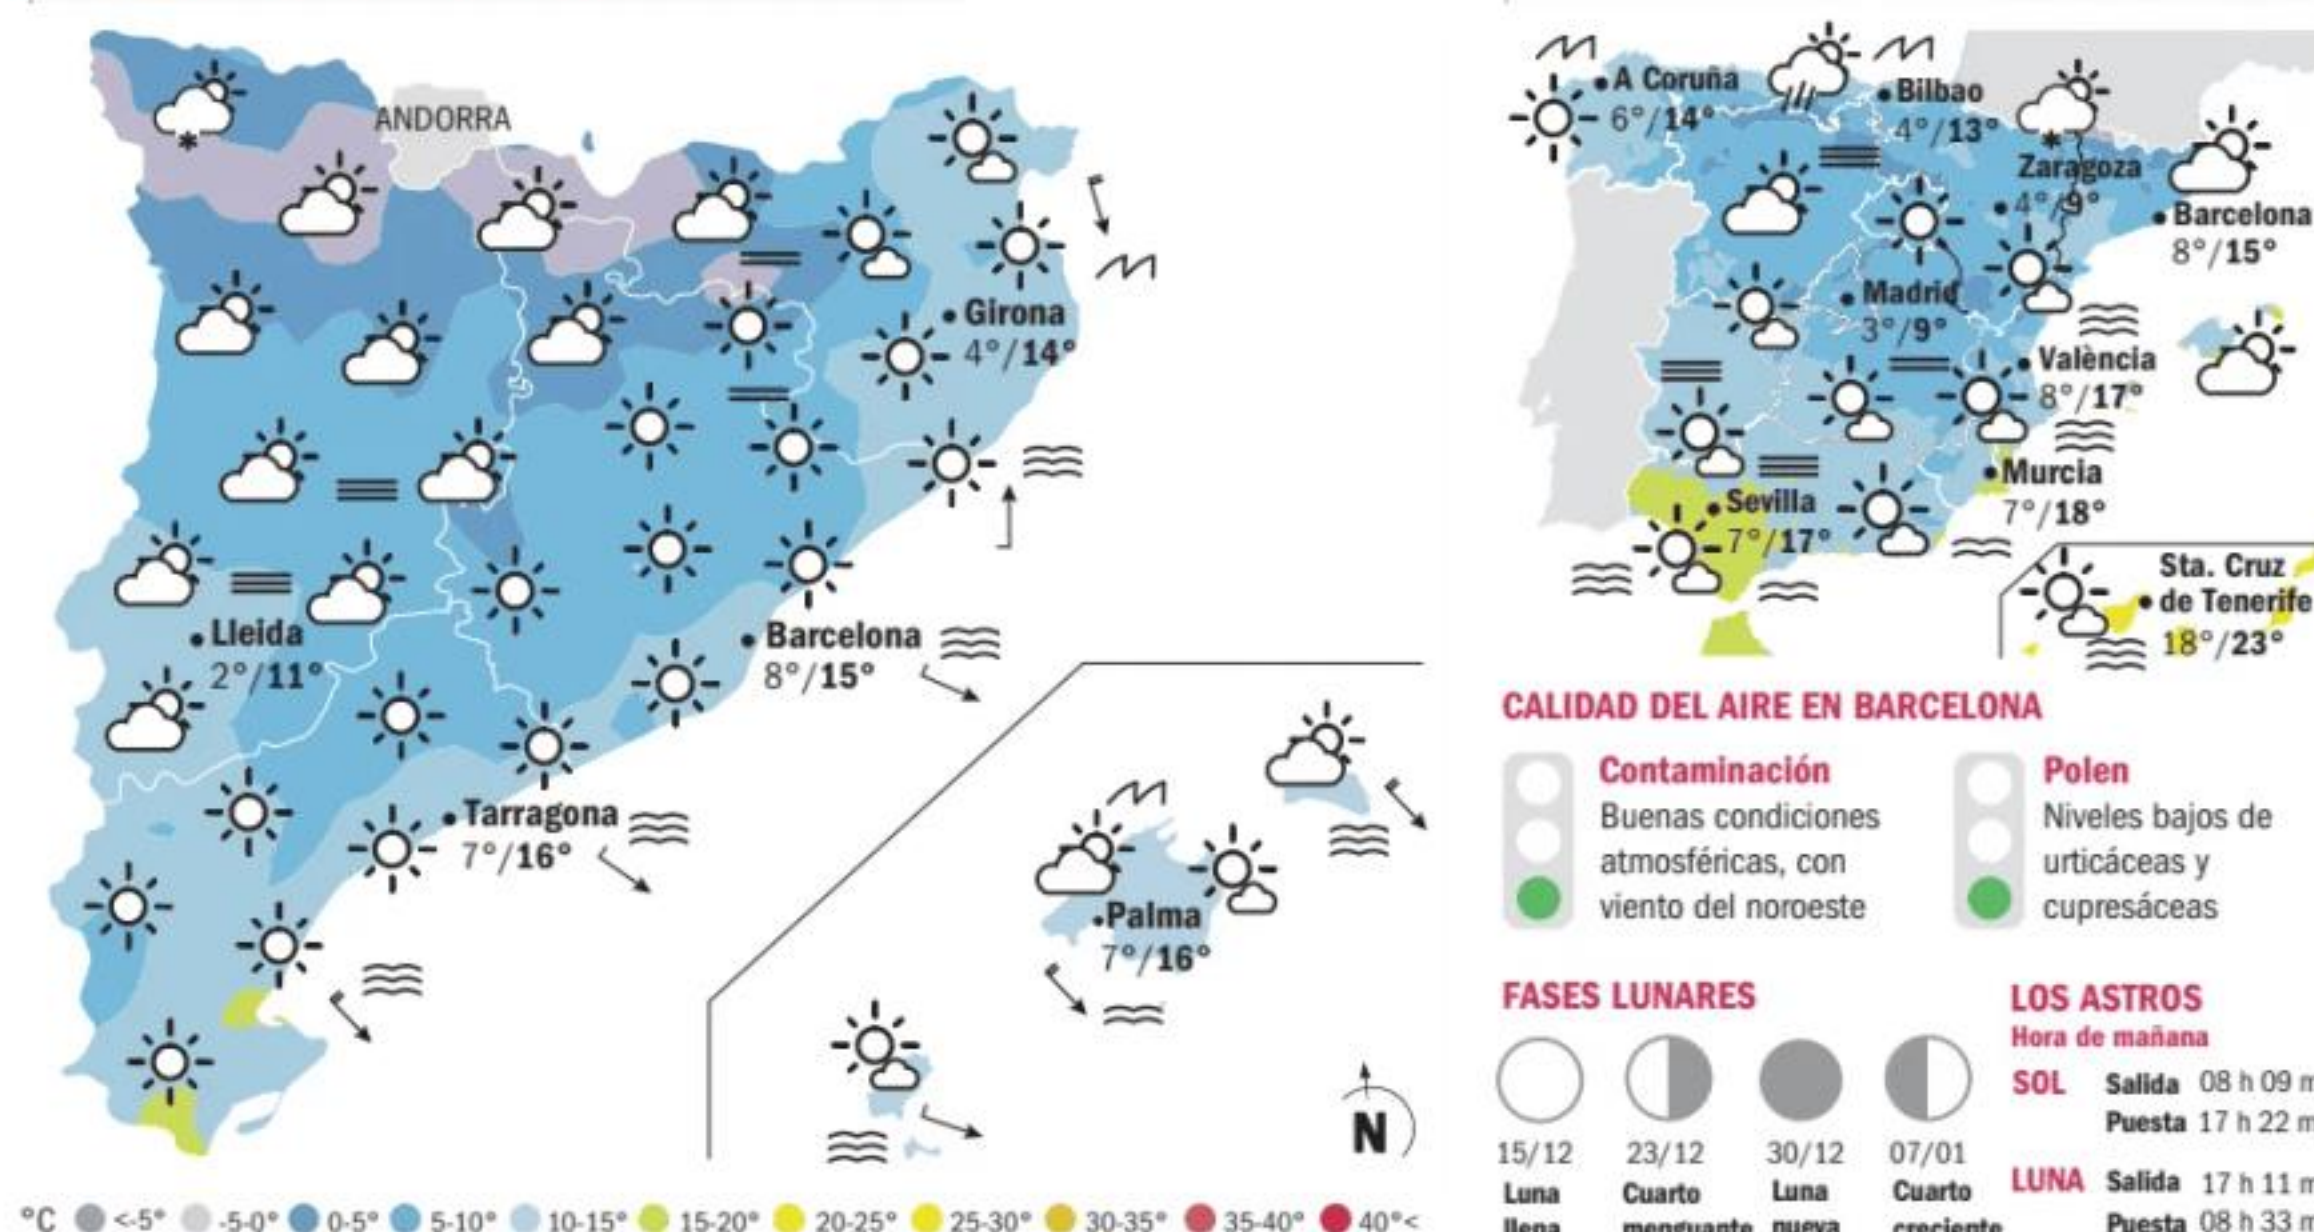 ANDORRA
Girona
4°/14°
Lleida
2°/11°
Barcelona
8°/15°
Tarragona
7°/16°
Palma
7°/16°
N
°C <-5° -5-0° 0-5° 5-10° 10-15° 15-20° 20-25° 25-30° 30-35° 35-40° 40°<
A Coruña
6°/14°
Bilbao
4°/13°
Zaragoza
4°/9°
Barcelona
8°/15°
Madrid
3°/9°
València
8°/17°
Murcia
7°/18°
Sevilla
7°/17°
Sta. Cruz
de Tenerife
18°/23°
CALIDAD DEL AIRE EN BARCELONA
Contaminación
Buenas condiciones
atmosféricas, con
viento del noroeste
Polen
Niveles bajos de
urticáceas y
cupresáceas
FASES LUNARES
15/12 23/12 30/12 07/01
Luna Cuarto Luna Cuarto
llena menguante nueva creciente
LOS ASTROS
Hora de mañana
SOL Salida 08 h 09 m
Puesta 17 h 22 m
LUNA Salida 17 h 11 m
Puesta 08 h 33 m